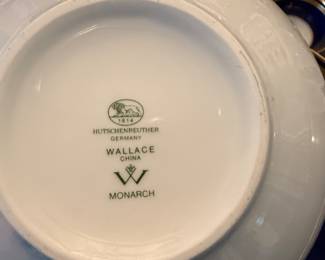 1814
HUTSCHENREUTHER
GERMANY
WALLACE
CHINA
W
MONARCH